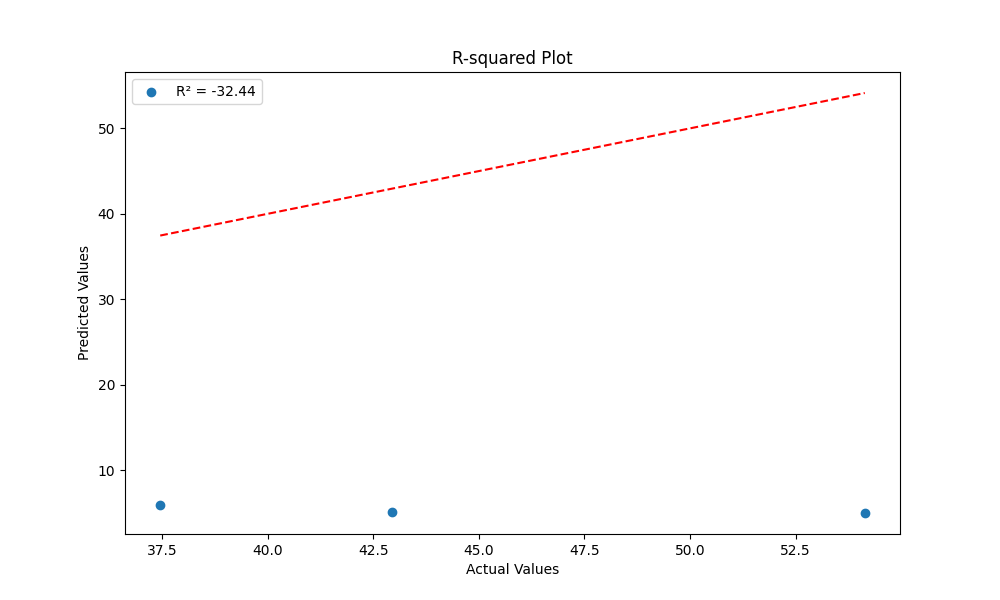 R-squared Plot
R² = -32.44
Predicted Values
50
40
30
20
10
37.5 40.0 42.5 45.0 47.5 50.0 52.5
Actual Values